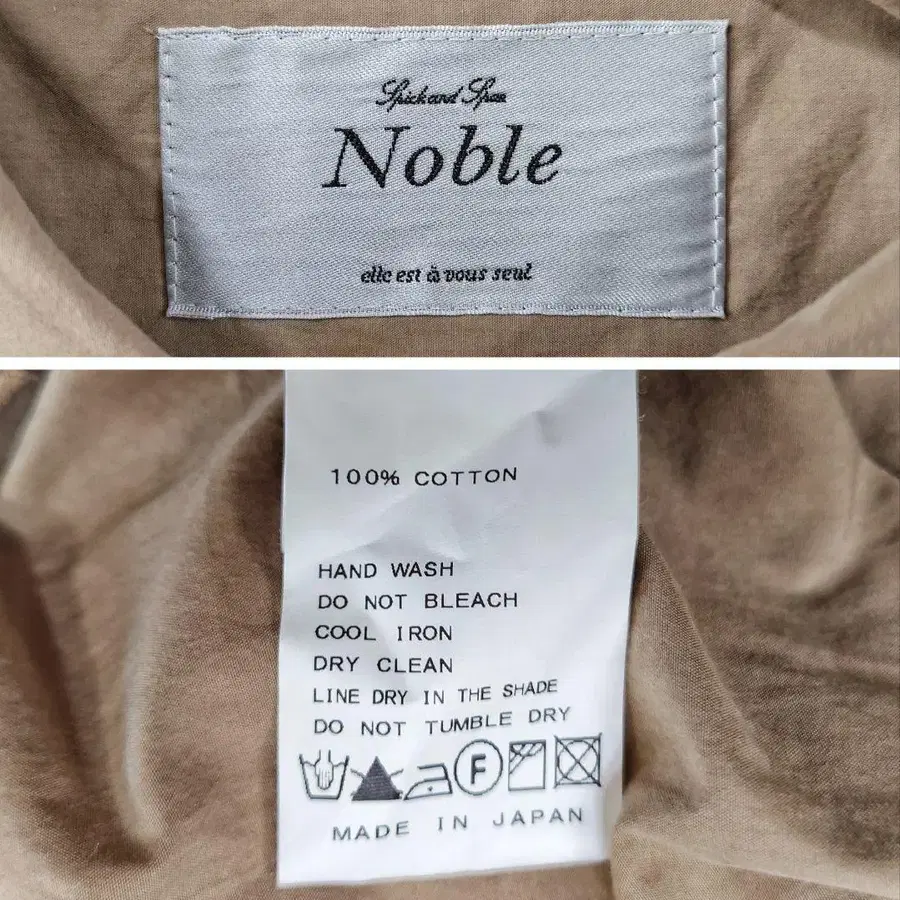 Spick and Span
Noble
elle est à vous seul
100% COTTON
HAND WASH
DO NOT BLEACH
COOL IRON
DRY CLEAN
LINE DRY IN THE SHADE
DO NOT TUMBLE DRY
F
MADE IN JAPAN